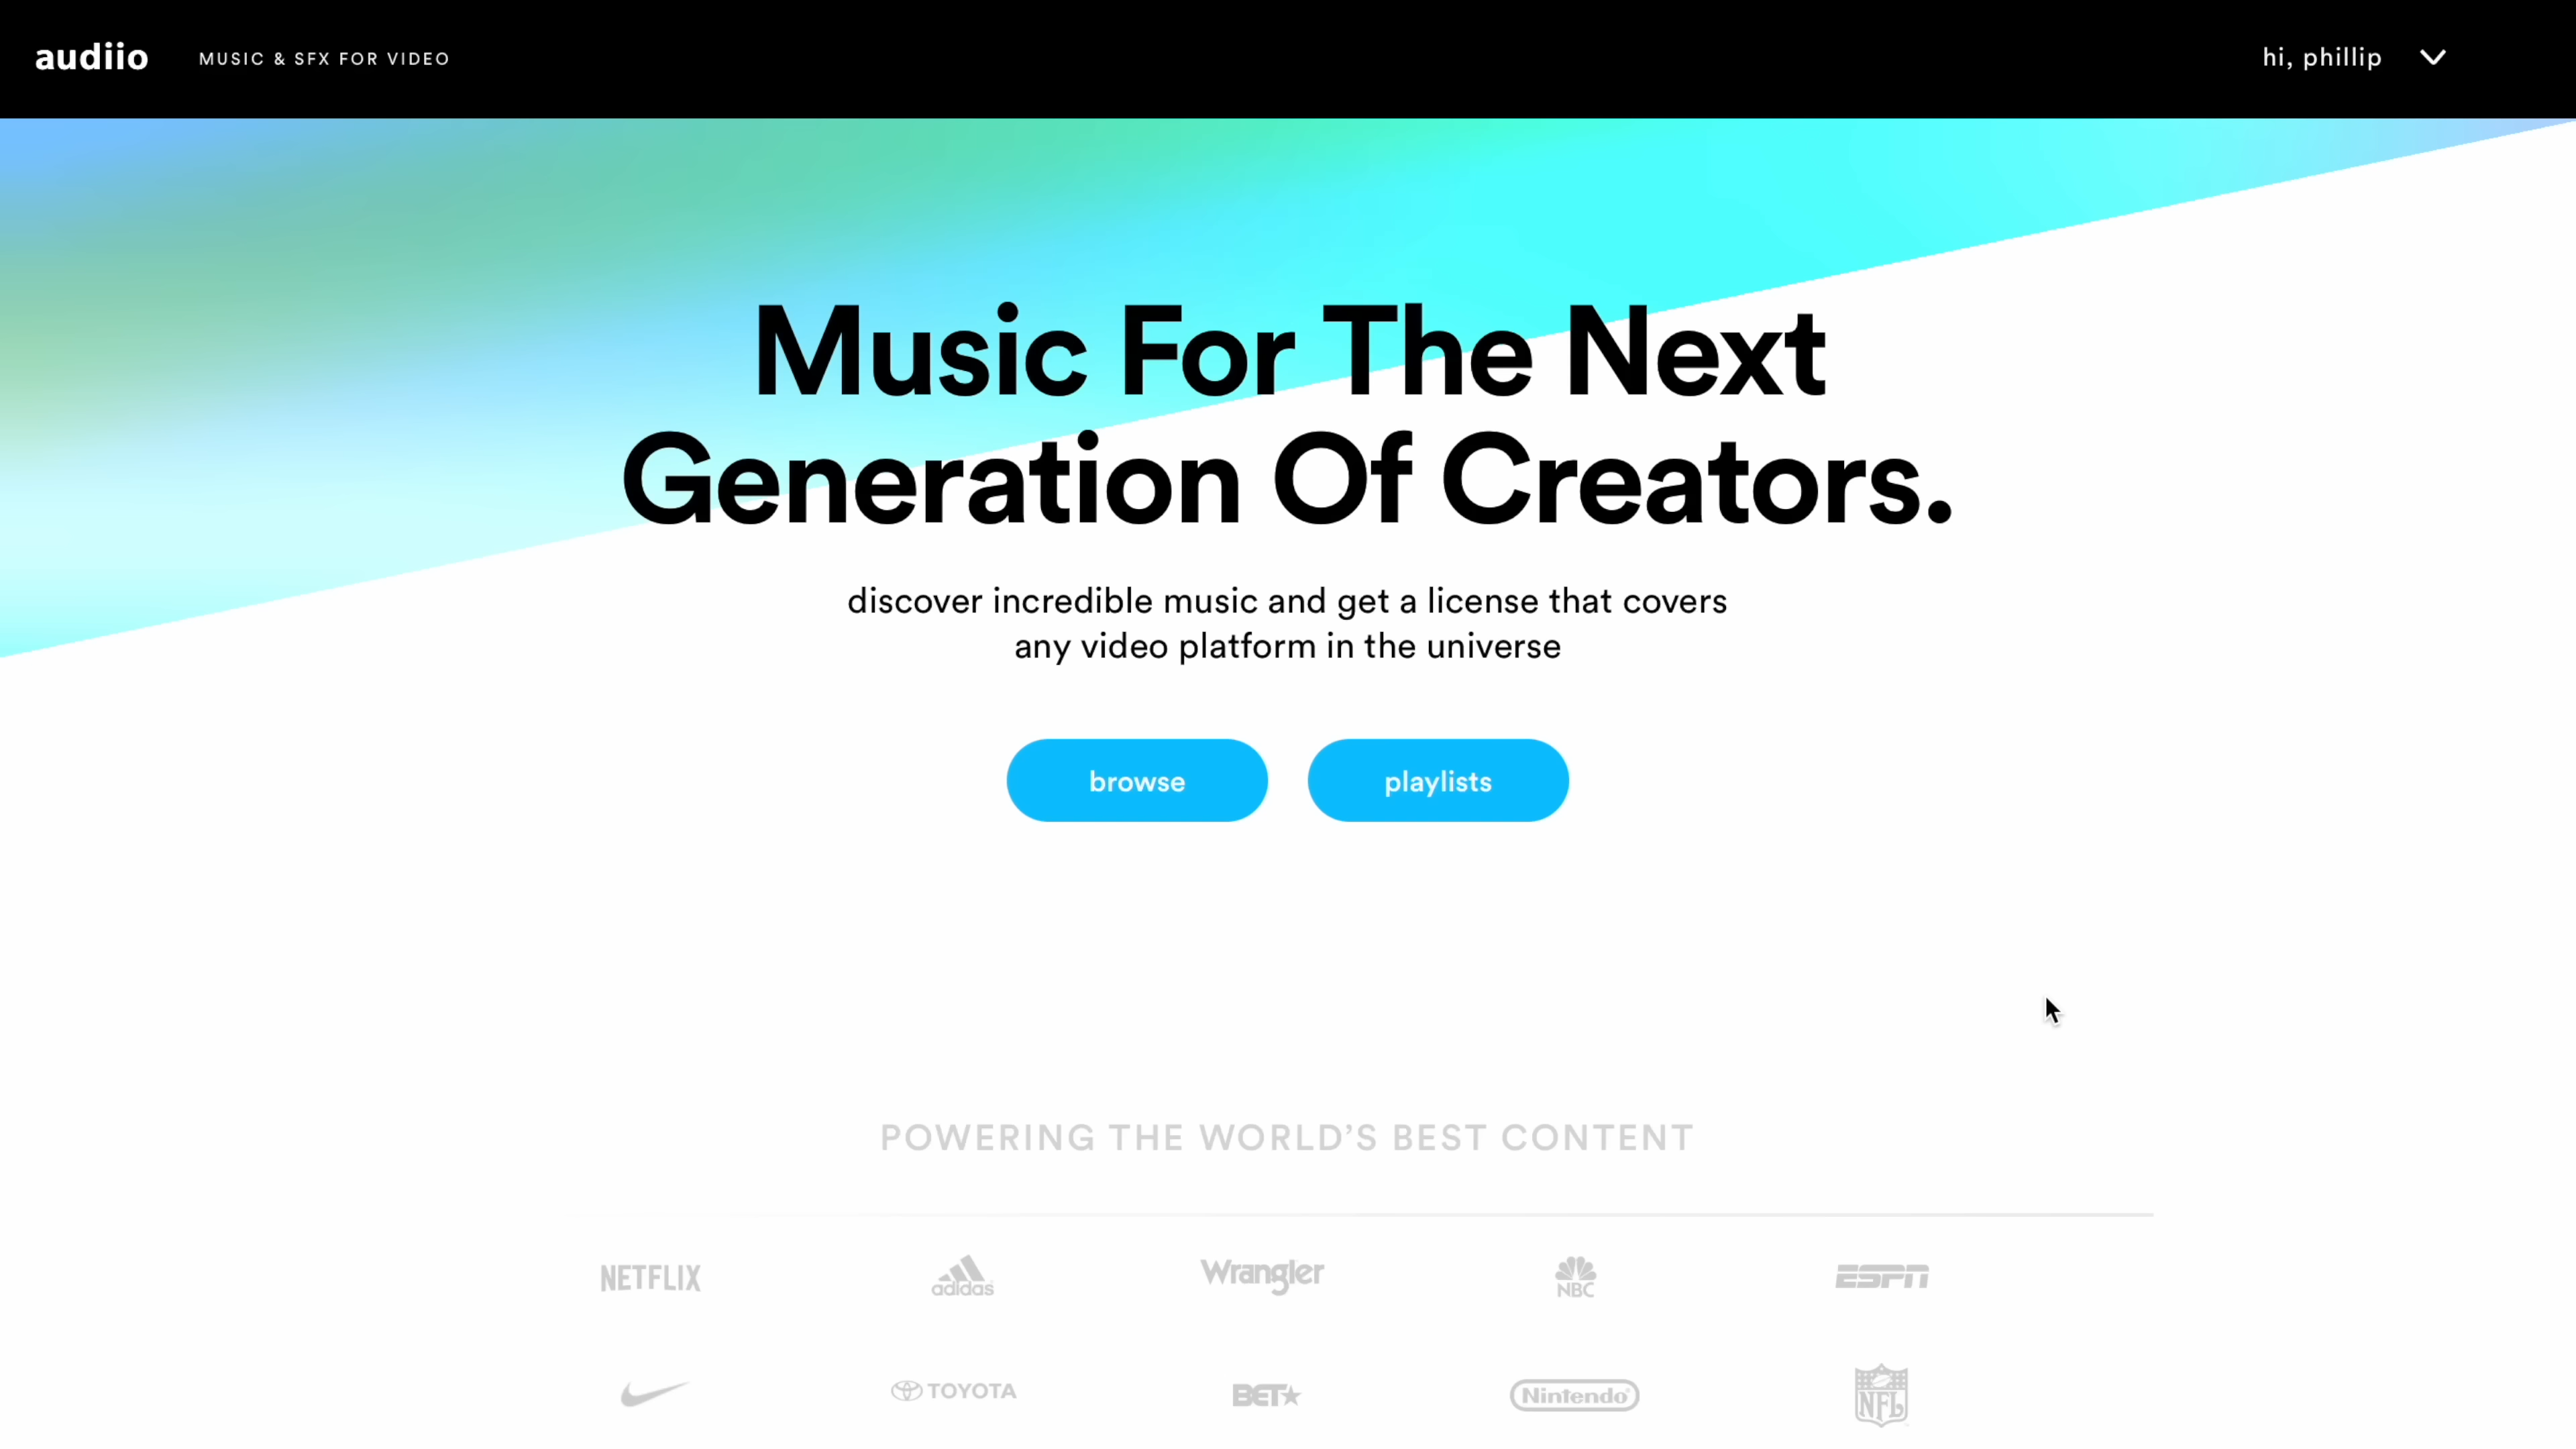 audiio
MUSIC & SFX FOR VIDEO
hi, phillip
Music For The Next
Generation Of Creators.
discover incredible music and get a license that covers
any video platform in the universe
browse
playlists
POWERING THE WORLD’S BEST CONTENT
NETFLIX
adidas
Wrangler
NBC
ESPN
TOYOTA
BET
Nintendo
NFL